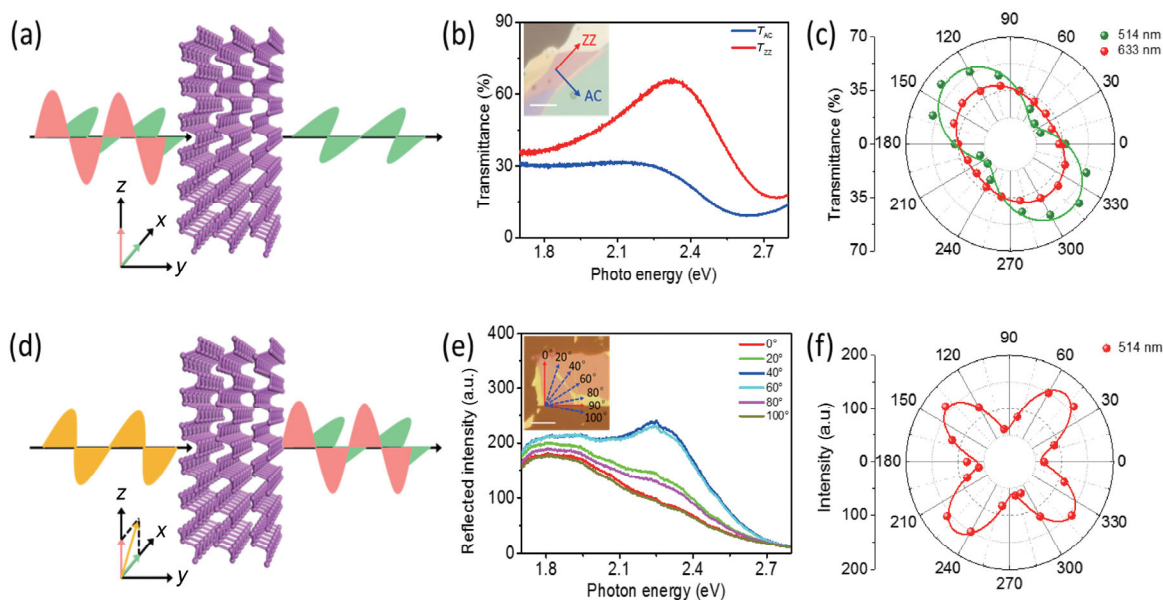 (a)
z
x
y
(b)
90
60
30
0
Transmittance (%)
1.8 2.1 2.4 2.7
Photo energy (eV)
ZZ
AC
T_AC
T_ZZ
(c)
514 nm
633 nm
70
35
0
35
70
Transmittance (%)
90
120 60
150 30
180 0
210 330
240 300
270
(d)
z
x
y
(e)
400
300
200
100
0
Reflected intensity (a.u.)
1.8 2.1 2.4 2.7
Photon energy (eV)
0°
20°
40°
60°
80°
90°
100°
0°
20°
40°
60°
80°
100°
(f)
514 nm
200
100
0
100
200
Intensity (a.u)
90
120 60
150 30
180 0
210 330
240 300
270